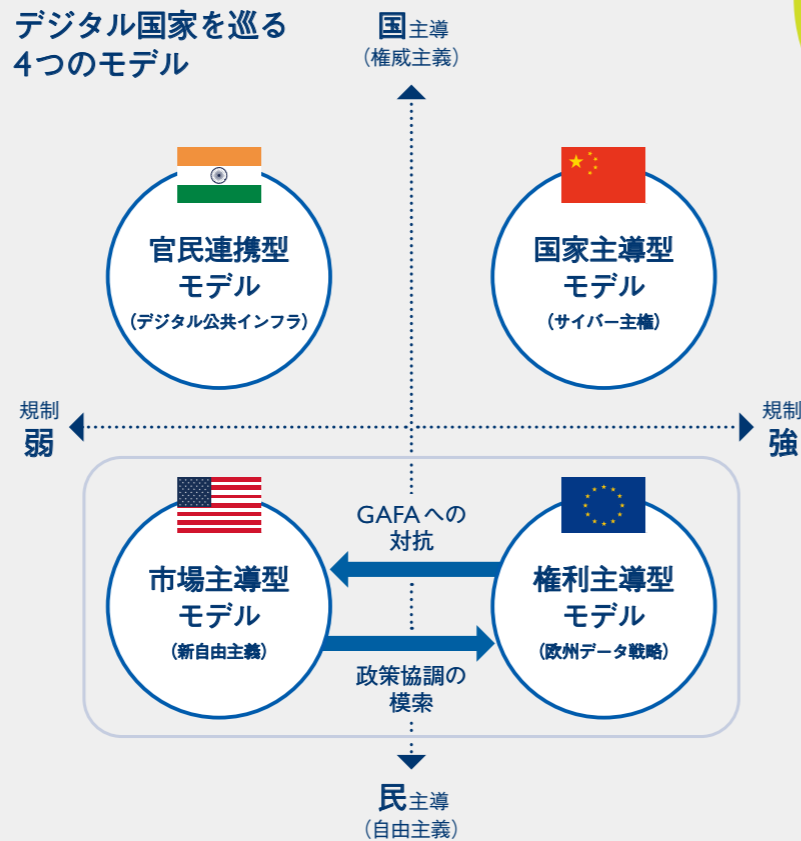 デジタル国家を巡る
4つのモデル
国主導
(権威主義)
官民連携型
モデル
(デジタル公共インフラ)
国家主導型
モデル
(サイバー主権)
規制
弱
規制
強
GAFAへの
対抗
市場主導型
モデル
(新自由主義)
権利主導型
モデル
(欧州データ戦略)
政策協調の
模索
民主導
(自由主義)